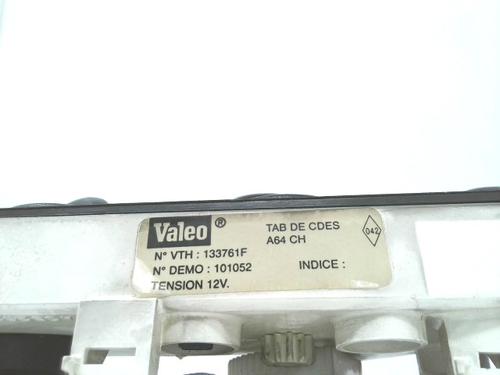 Valeo® TAB DE CDES
A64 CH
042
N° VTH : 133761F
N° DEMO : 101052 INDICE :
TENSION 12V.